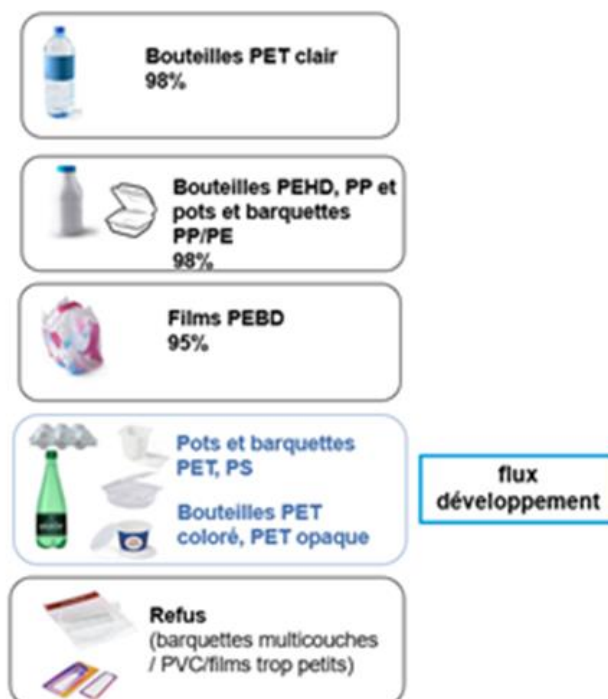 Bouteilles PET clair
98%
Bouteilles PEHD, PP et
pots et barquettes
PP/PE
98%
Films PEBD
95%
Pots et barquettes
PET, PS
Bouteilles PET
coloré, PET opaque
flux
développement
Refus
(barquettes multicouches
/ PVC/films trop petits)